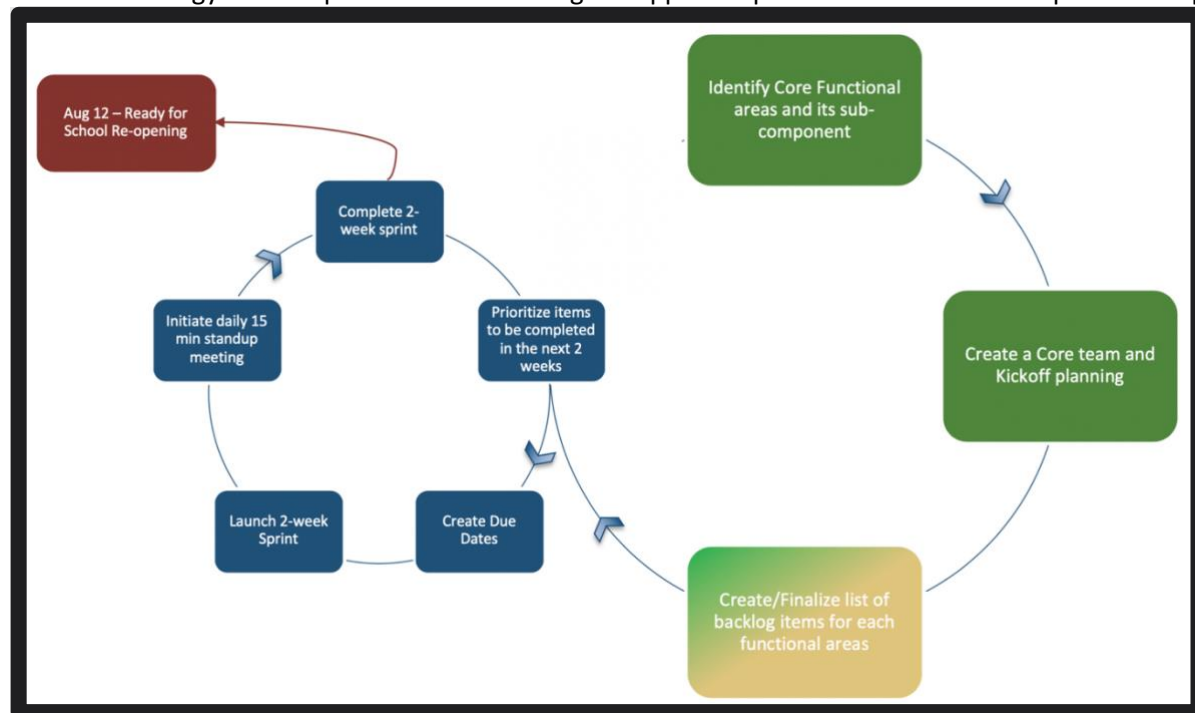 Aug 12 – Ready for
School Re-opening
Identify Core Functional
areas and its sub-
component
Complete 2-
week sprint
Initiate daily 15
min standup
meeting
Prioritize items
to be completed
in the next 2
weeks
Create a Core team and
Kickoff planning
Launch 2-week
Sprint
Create Due
Dates
Create/Finalize list of
backlog items for each
functional areas